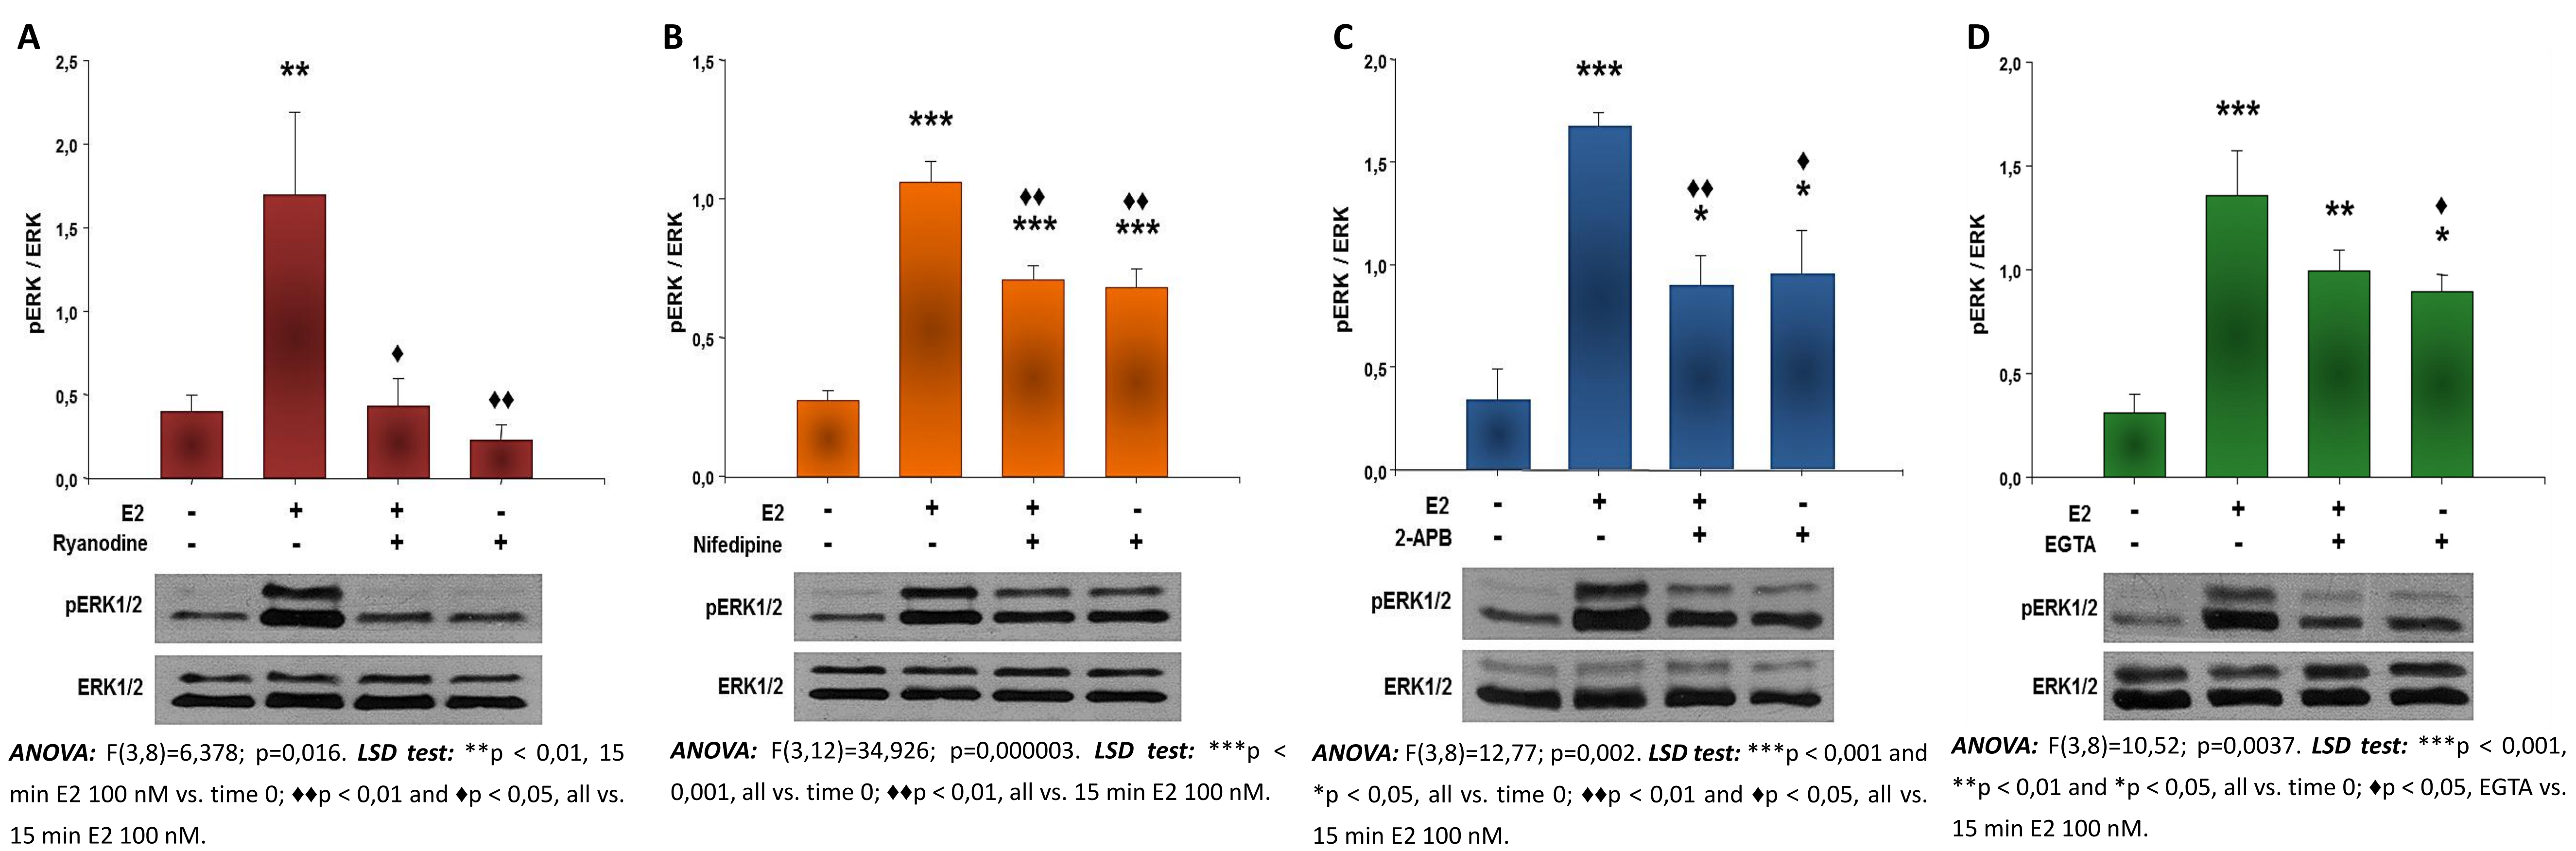 A
2,5
2,0
1,5
1,0
0,5
0,0
pERK / ERK
**
♦
♦♦
E2 - + + -
Ryanodine - - + +
pERK1/2
ERK1/2
ANOVA: F(3,8)=6,378; p=0,016. LSD test: **p < 0,01, 15
min E2 100 nM vs. time 0; ♦♦p < 0,01 and ♦p < 0,05, all vs.
15 min E2 100 nM.
B
1,5
1,0
0,5
0,0
pERK / ERK
***
♦♦
***
♦♦
***
E2 - + + -
Nifedipine - - + +
pERK1/2
ERK1/2
ANOVA: F(3,12)=34,926; p=0,000003. LSD test: ***p <
0,001, all vs. time 0; ♦♦p < 0,01, all vs. 15 min E2 100 nM.
C
2,0
1,5
1,0
0,5
0,0
pERK / ERK
***
♦♦
*
♦
*
E2 - + + -
2-APB - - + +
pERK1/2
ERK1/2
ANOVA: F(3,8)=12,77; p=0,002. LSD test: ***p < 0,001 and
*p < 0,05, all vs. time 0; ♦♦p < 0,01 and ♦p < 0,05, all vs.
15 min E2 100 nM.
D
2,0
1,5
1,0
0,5
0,0
pERK / ERK
***
**
♦
*
E2 - + + -
EGTA - - + +
pERK1/2
ERK1/2
ANOVA: F(3,8)=10,52; p=0,0037. LSD test: ***p < 0,001,
**p < 0,01 and *p < 0,05, all vs. time 0; ♦p < 0,05, EGTA vs.
15 min E2 100 nM.